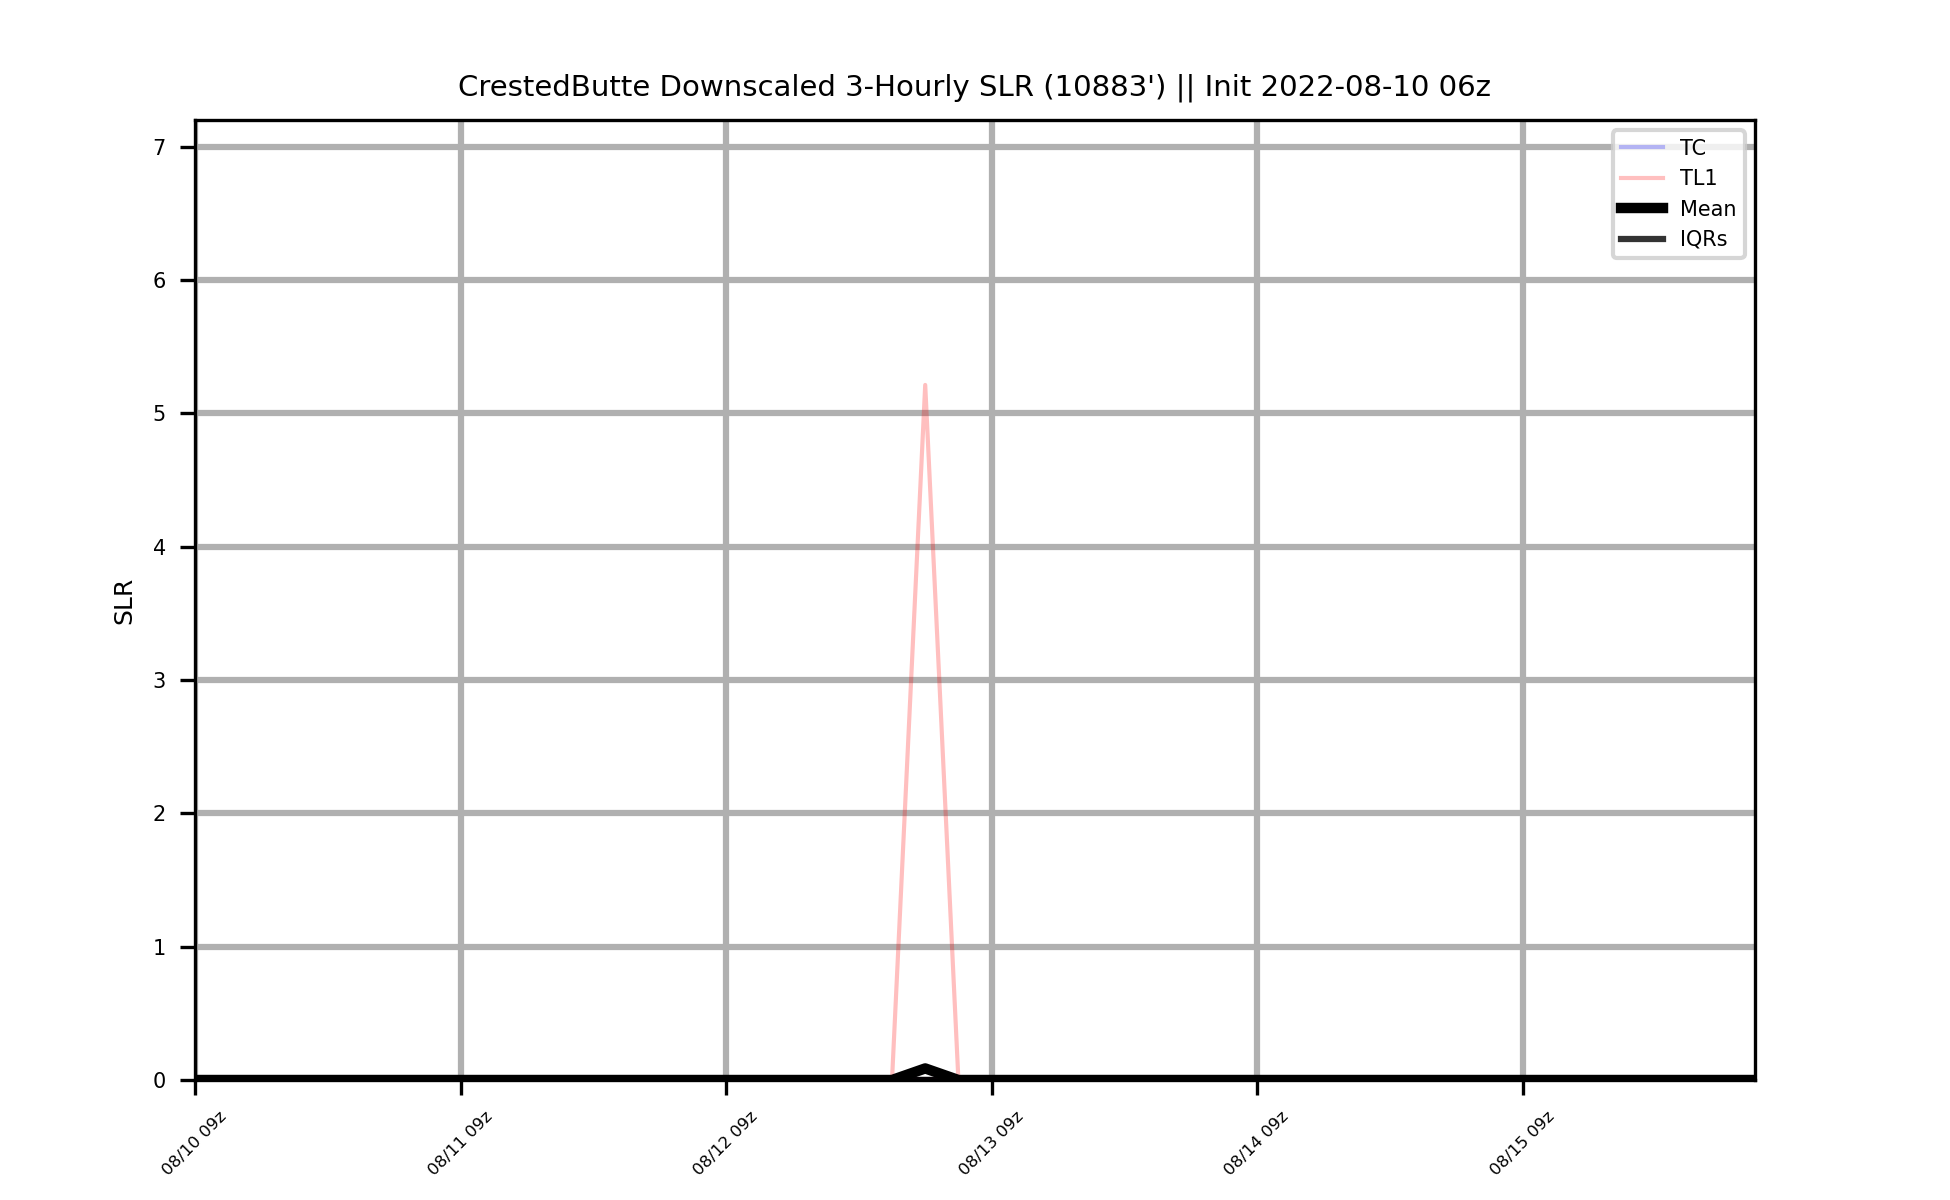 CrestedButte Downscaled 3-Hourly SLR (10883') || Init 2022-08-10 06z
TC
TL1
Mean
IQRs
7
6
5
4
3
2
1
0
SLR
08/10 09z
08/11 09z
08/12 09z
08/13 09z
08/14 09z
08/15 09z